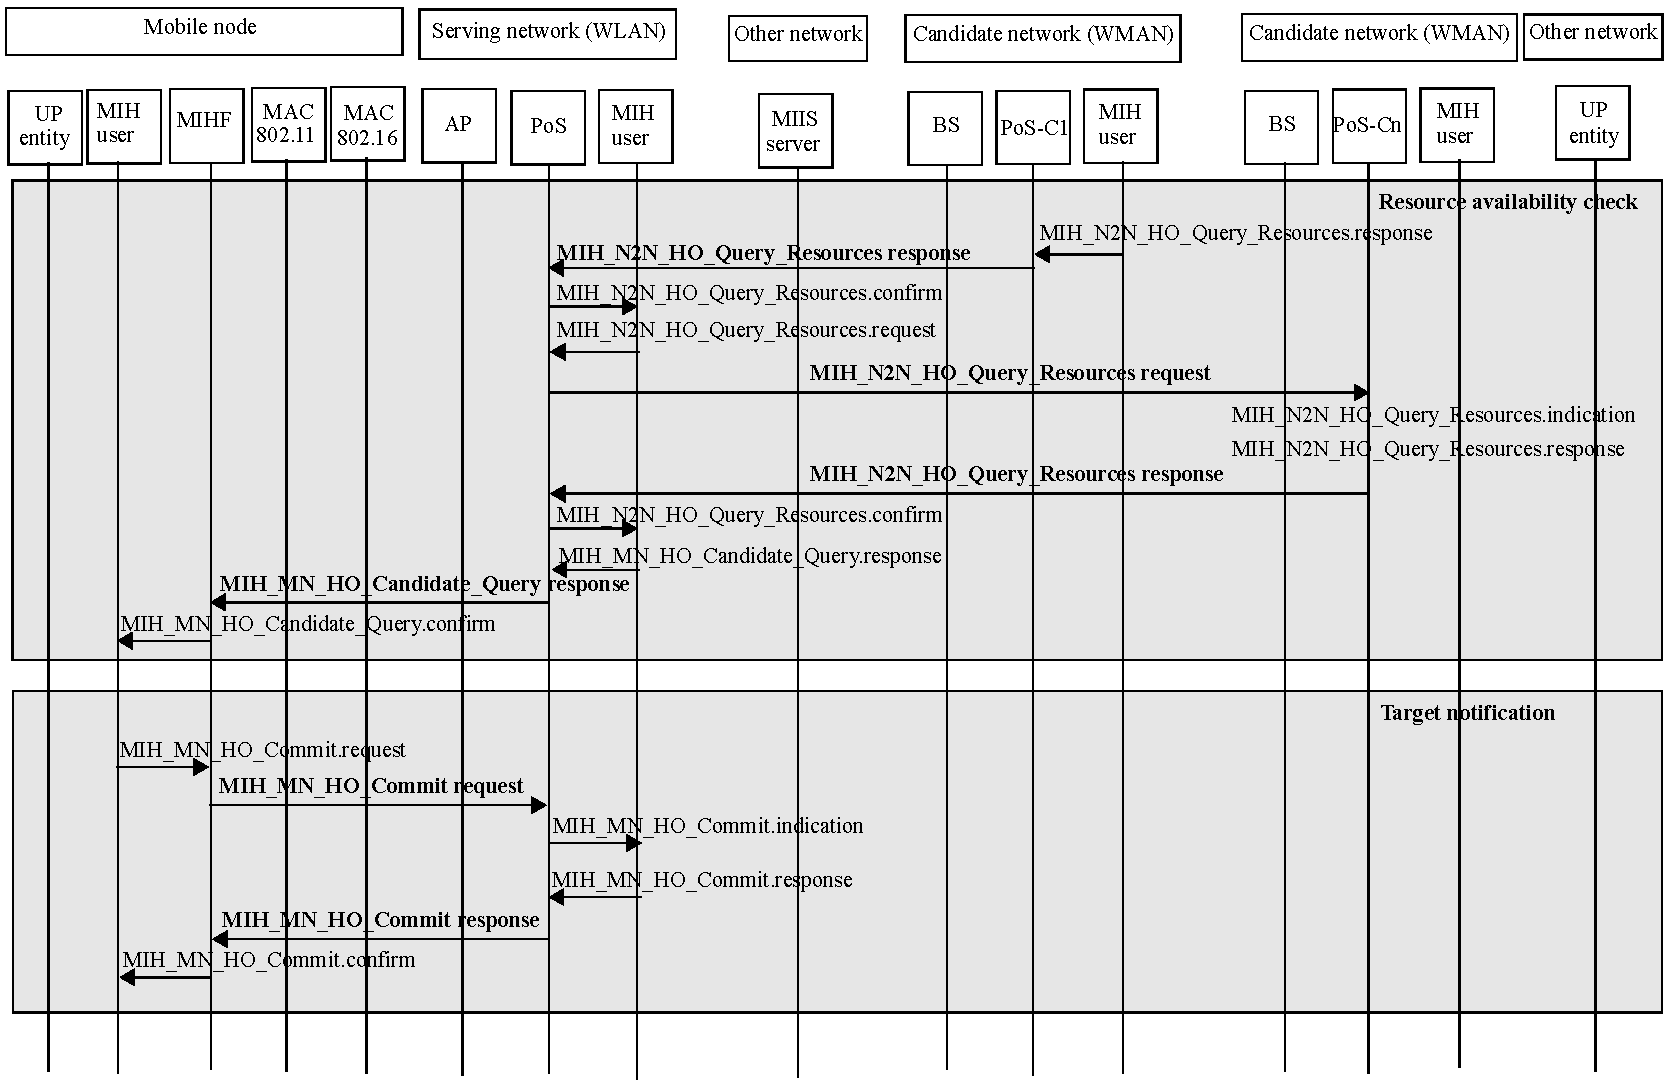 Mobile node
Serving network (WLAN)
Other network
Candidate network (WMAN)
Candidate network (WMAN)
Other network
UP
entity
MIH
user
MIHF
MAC
802.11
MAC
802.16
AP
PoS
MIH
user
MIIS
server
BS
PoS-C1
MIH
user
BS
PoS-Cn
MIH
user
UP
entity
Resource availability check
MIH_N2N_HO_Query_Resources.response
MIH_N2N_HO_Query_Resources response
MIH_N2N_HO_Query_Resources.confirm
MIH_N2N_HO_Query_Resources.request
MIH_N2N_HO_Query_Resources request
MIH_N2N_HO_Query_Resources.indication
MIH_N2N_HO_Query_Resources.response
MIH_N2N_HO_Query_Resources response
MIH_N2N_HO_Query_Resources.confirm
MIH_MN_HO_Candidate_Query.response
MIH_MN_HO_Candidate_Query response
MIH_MN_HO_Candidate_Query.confirm
Target notification
MIH_MN_HO_Commit.request
MIH_MN_HO_Commit request
MIH_MN_HO_Commit.indication
MIH_MN_HO_Commit.response
MIH_MN_HO_Commit response
MIH_MN_HO_Commit.confirm